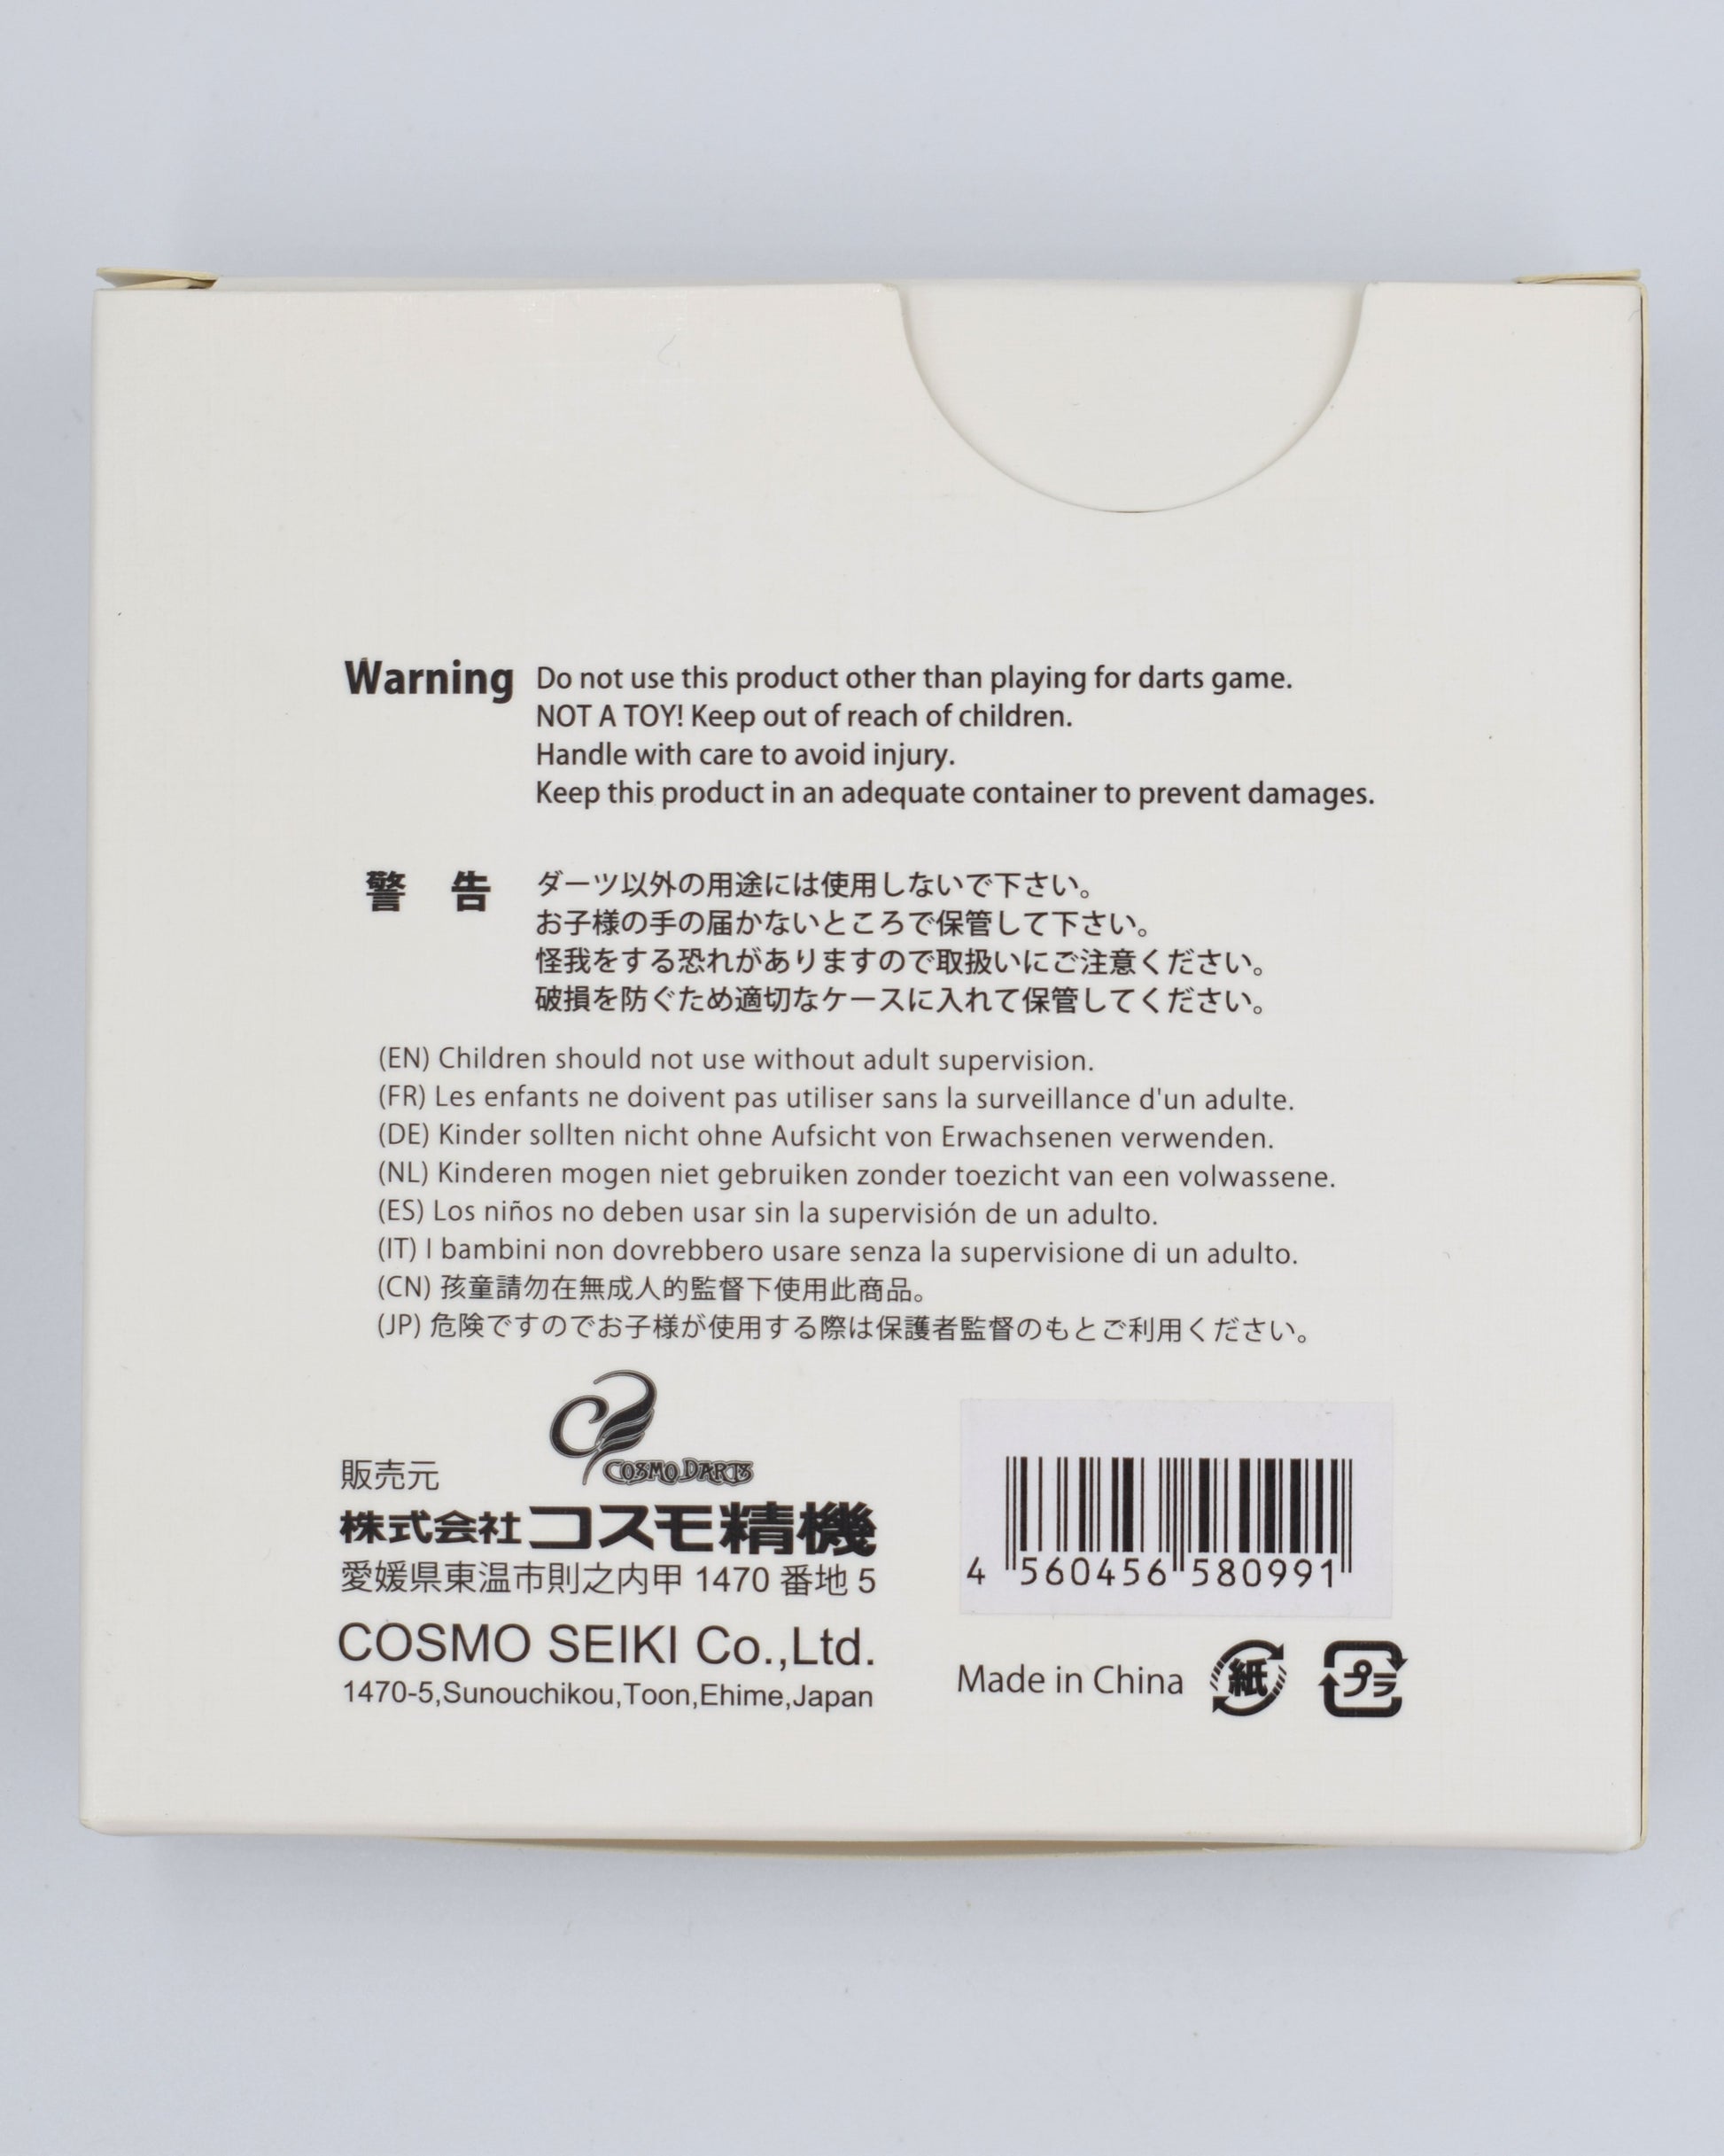 Warning Do not use this product other than playing for darts game.
NOT A TOY! Keep out of reach of children.
Handle with care to avoid injury.
Keep this product in an adequate container to prevent damages.
警 告 ダーツ以外の用途には使用しないで下さい。
お子様の手の届かないところで保管して下さい。
怪我をする恐れがありますので取扱いにご注意ください。
破損を防ぐため適切なケースに入れて保管してください。
(EN) Children should not use without adult supervision.
(FR) Les enfants ne doivent pas utiliser sans la surveillance d'un adulte.
(DE) Kinder sollten nicht ohne Aufsicht von Erwachsenen verwenden.
(NL) Kinderen mogen niet gebruiken zonder toezicht van een volwassene.
(ES) Los niños no deben usar sin la supervisión de un adulto.
(IT) I bambini non dovrebbero usare senza la supervisione di un adulto.
(CN) 孩童請勿在無成人的監督下使用此商品。
(JP) 危険ですのでお子様が使用する際は保護者監督のもとご利用ください。
COSMO DARTS
販売元
株式会社コスモ精機
愛媛県東温市則之内甲 1470 番地 5
COSMO SEIKI Co.,Ltd.
1470-5,Sunouchikou,Toon,Ehime,Japan
4 560456 580991
Made in China 紙 プラ